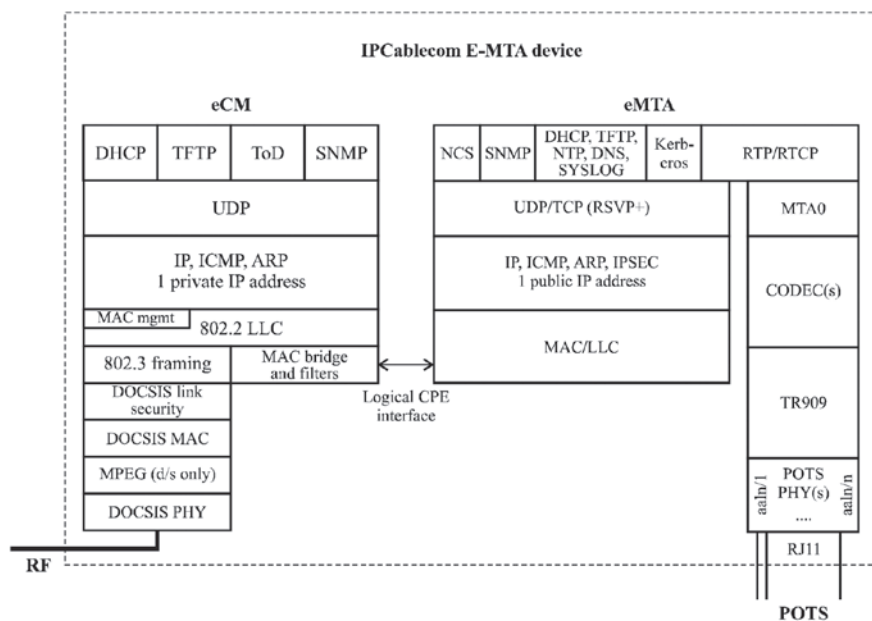 IPCablecom E-MTA device
eCM
DHCP
TFTP
ToD
SNMP
UDP
IP, ICMP, ARP
1 private IP address
MAC mgmt
802.2 LLC
802.3 framing
MAC bridge
and filters
DOCSIS link
security
DOCSIS MAC
MPEG (d/s only)
DOCSIS PHY
RF
Logical CPE
interface
eMTA
NCS
SNMP
DHCP, TFTP,
NTP, DNS,
SYSLOG
Kerb-
cros
RTP/RTCP
UDP/TCP (RSVP+)
IP, ICMP, ARP, IPSEC
1 public IP address
MAC/LLC
MTA0
CODEC(s)
TR909
aaln/1
POTS
PHY(s)
....
aaln/n
RJ11
POTS